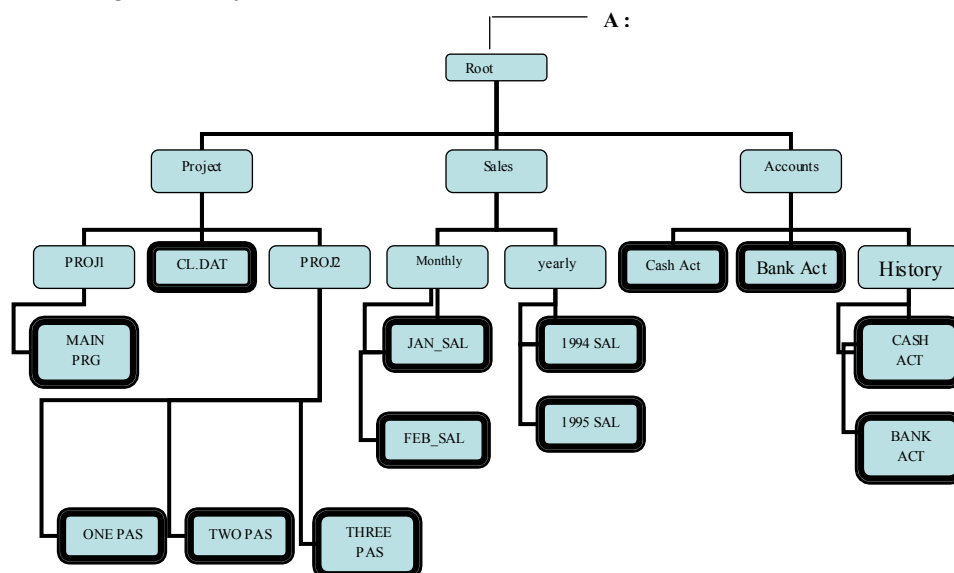 A :
Root
Project
Sales
Accounts
PROJ1
CL.DAT
PROJ2
Monthly
yearly
Cash Act
Bank Act
History
MAIN
PRG
JAN_SAL
1994 SAL
CASH
ACT
FEB_SAL
1995 SAL
BANK
ACT
ONE PAS
TWO PAS
THREE
PAS